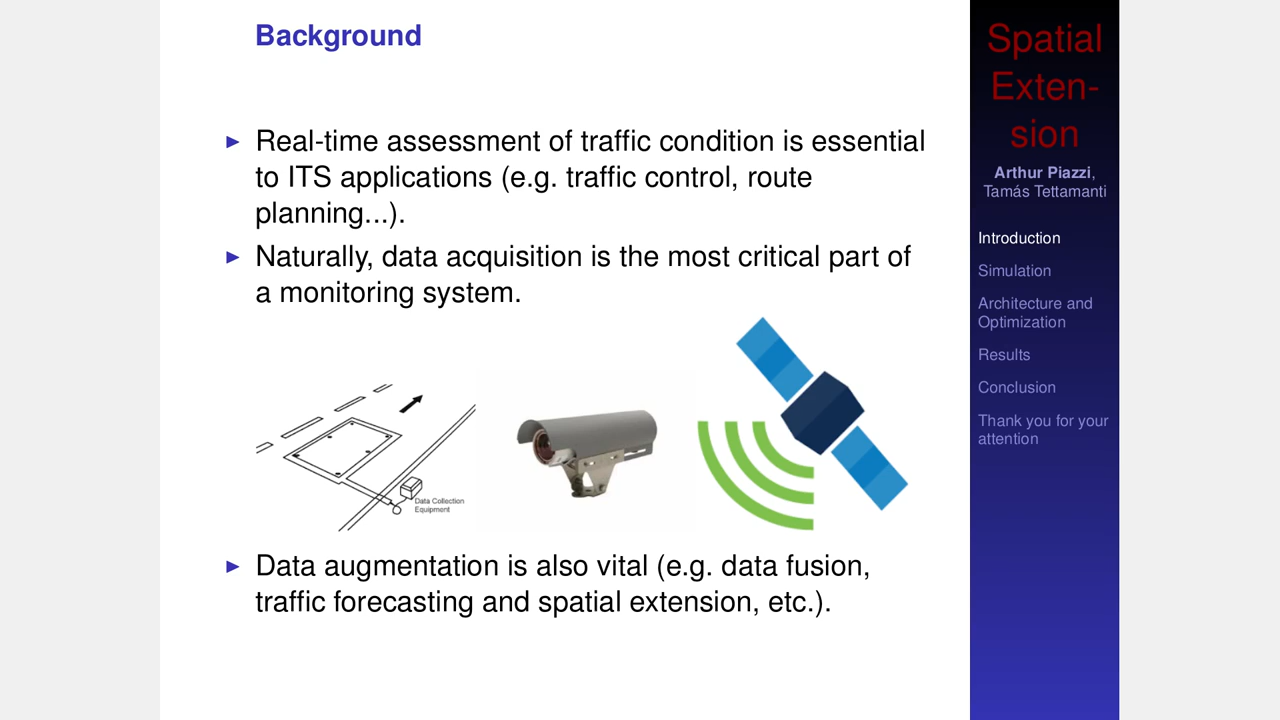 Background
Real-time assessment of traffic condition is essential
to ITS applications (e.g. traffic control, route
planning...).
Naturally, data acquisition is the most critical part of
a monitoring system.
Data Collection
Equipment
Data augmentation is also vital (e.g. data fusion,
traffic forecasting and spatial extension, etc.).
Spatial
Exten-
sion
Arthur Piazzi,
Tamás Tettamanti
Introduction
Simulation
Architecture and
Optimization
Results
Conclusion
Thank you for your
attention